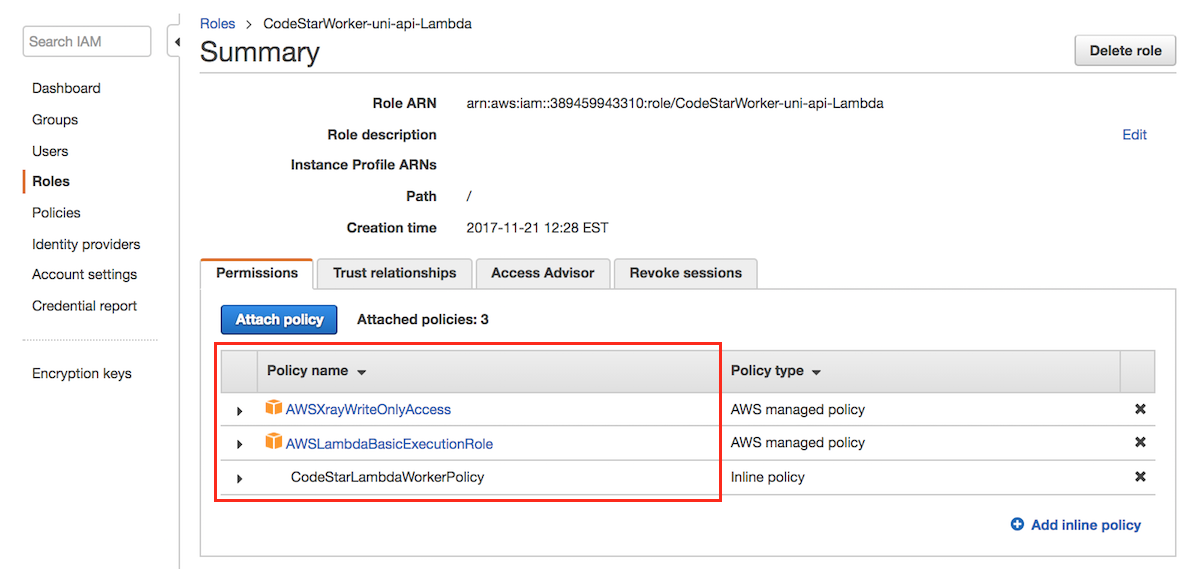 Search IAM
Dashboard
Groups
Users
Roles
Policies
Identity providers
Account settings
Credential report
Encryption keys
Roles > CodeStarWorker-uni-api-Lambda
Summary
Delete role
Role ARN arn:aws:iam::389459943310:role/CodeStarWorker-uni-api-Lambda
Role description Edit
Instance Profile ARNs
Path /
Creation time 2017-11-21 12:28 EST
Permissions Trust relationships Access Advisor Revoke sessions
Attach policy Attached policies: 3
Policy name Policy type
AWSXrayWriteOnlyAccess AWS managed policy
AWSLambdaBasicExecutionRole AWS managed policy
CodeStarLambdaWorkerPolicy Inline policy
Add inline policy